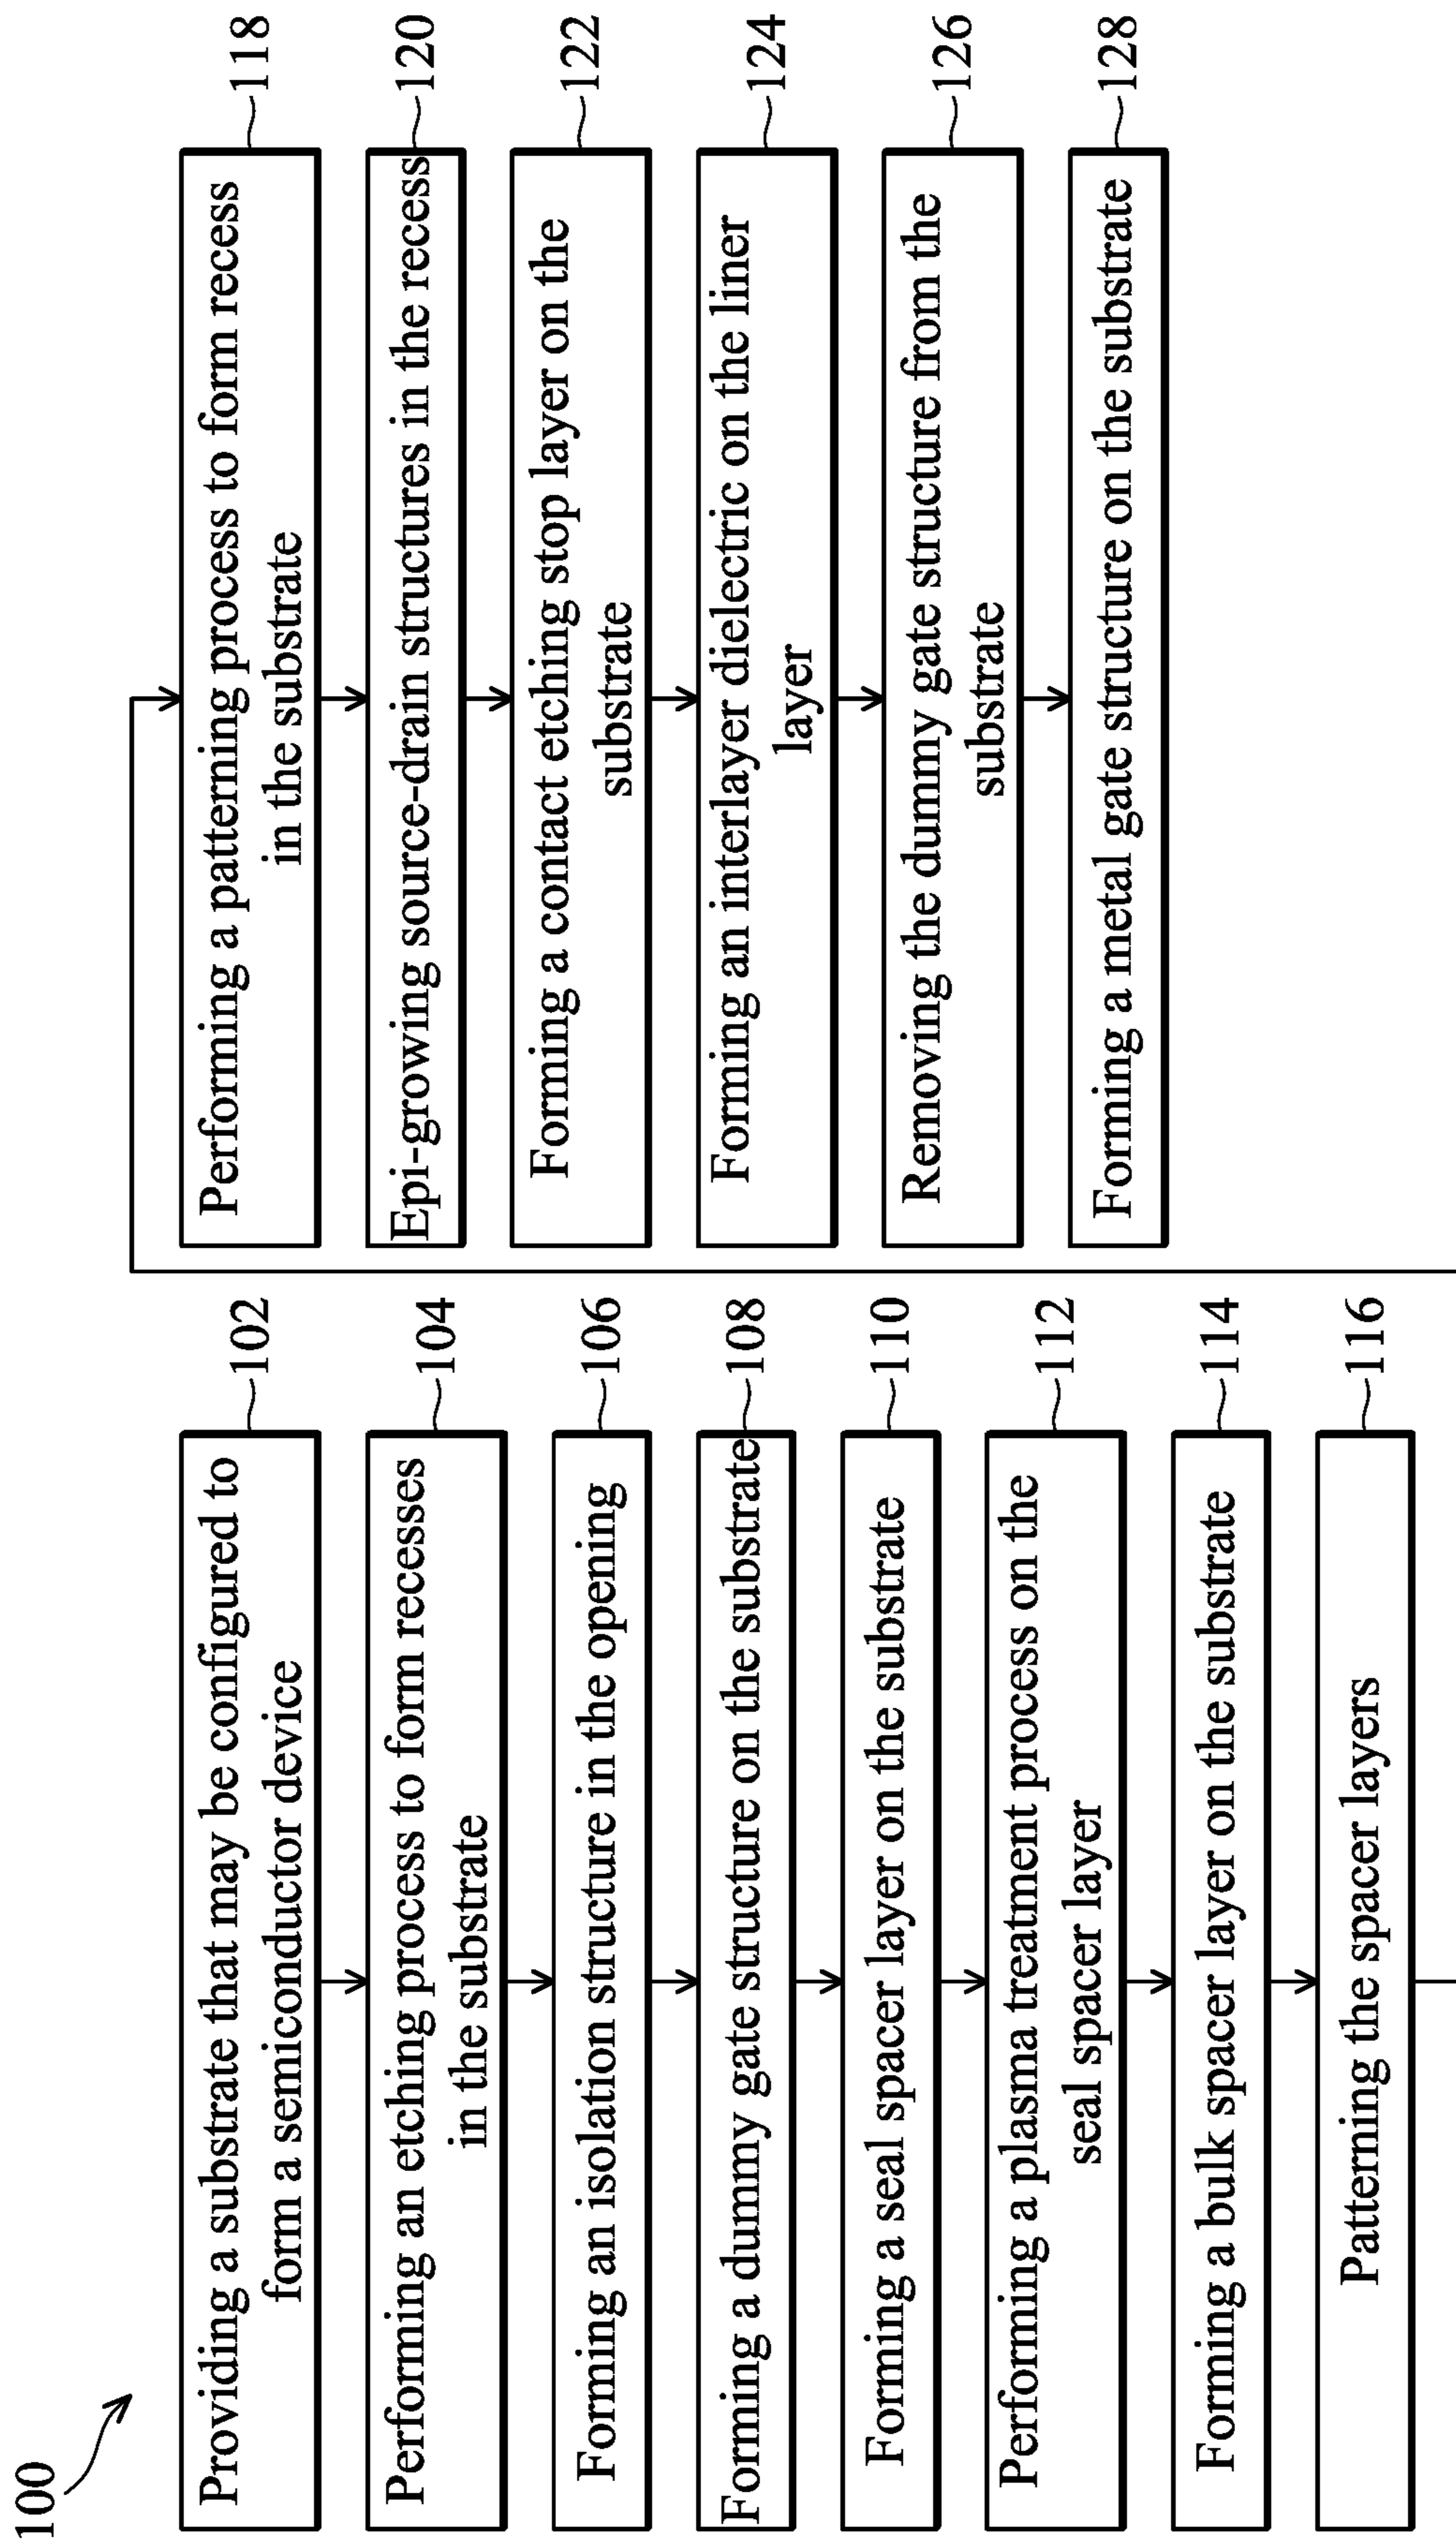 100
Providing a substrate that may be configured to
form a semiconductor device
102
Performing an etching process to form recesses
in the substrate
104
Forming an isolation structure in the opening
106
Forming a dummy gate structure on the substrate
108
Forming a seal spacer layer on the substrate
110
Performing a plasma treatment process on the
seal spacer layer
112
Forming a bulk spacer layer on the substrate
114
Patterning the spacer layers
116
Performing a patterning process to form recess
in the substrate
118
Epi-growing source-drain structures in the recess
120
Forming a contact etching stop layer on the
substrate
122
Forming an interlayer dielectric on the liner
layer
124
Removing the dummy gate structure from the
substrate
126
Forming a metal gate structure on the substrate
128